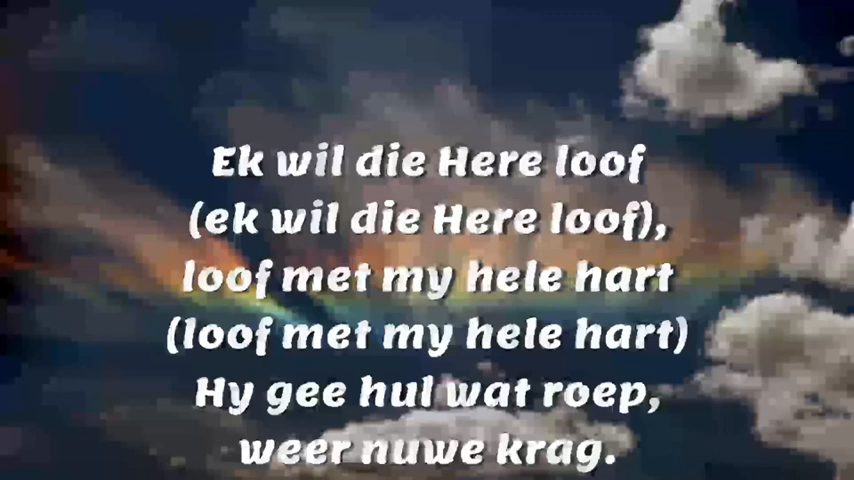 Ek wil die Here loof
(ek wil die Here loof),
loof met my hele hart
(loof met my hele hart)
Hy gee hul wat roep,
weer nuwe krag.